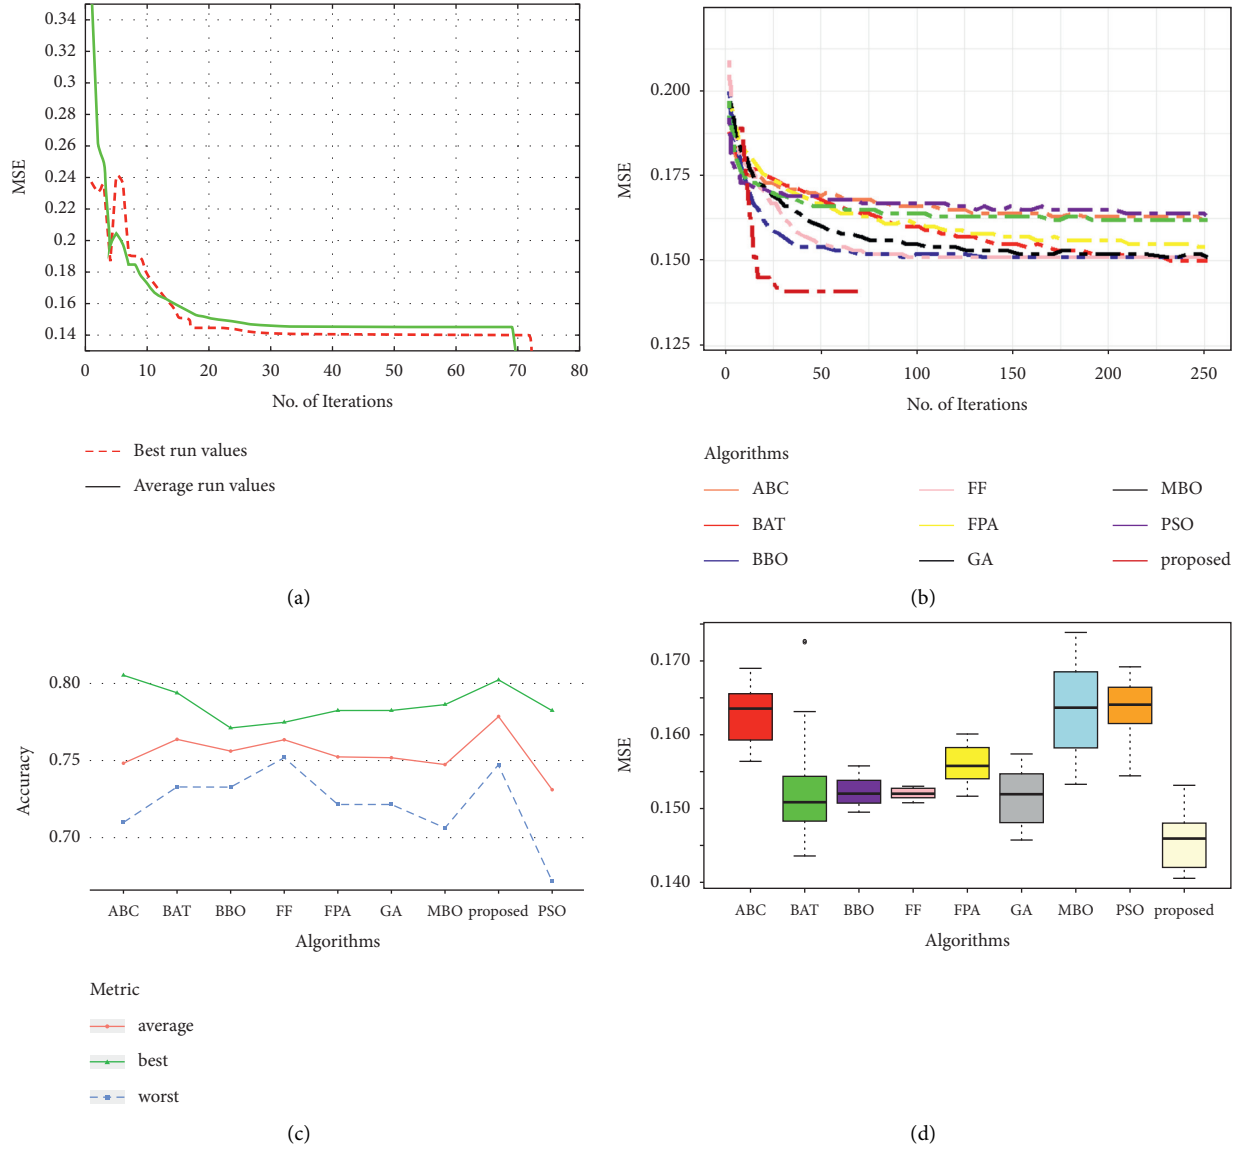 0.34
0.32
0.3
0.28
0.26
0.24
0.22
0.2
0.18
0.16
0.14
MSE
0 10 20 30 40 50 60 70 80
No. of Iterations
Best run values
Average run values
(a)
0.200
0.175
0.150
0.125
MSE
0 50 100 150 200 250
No. of Iterations
Algorithms
ABC FF MBO
BAT FPA PSO
BBO GA proposed
(b)
0.80
0.75
0.70
Accuracy
ABC BAT BBO FF FPA GA MBO proposed PSO
Algorithms
Metric
average
best
worst
(c)
0.170
0.160
0.150
0.140
MSE
ABC BAT BBO FF FPA GA MBO PSO proposed
Algorithms
(d)